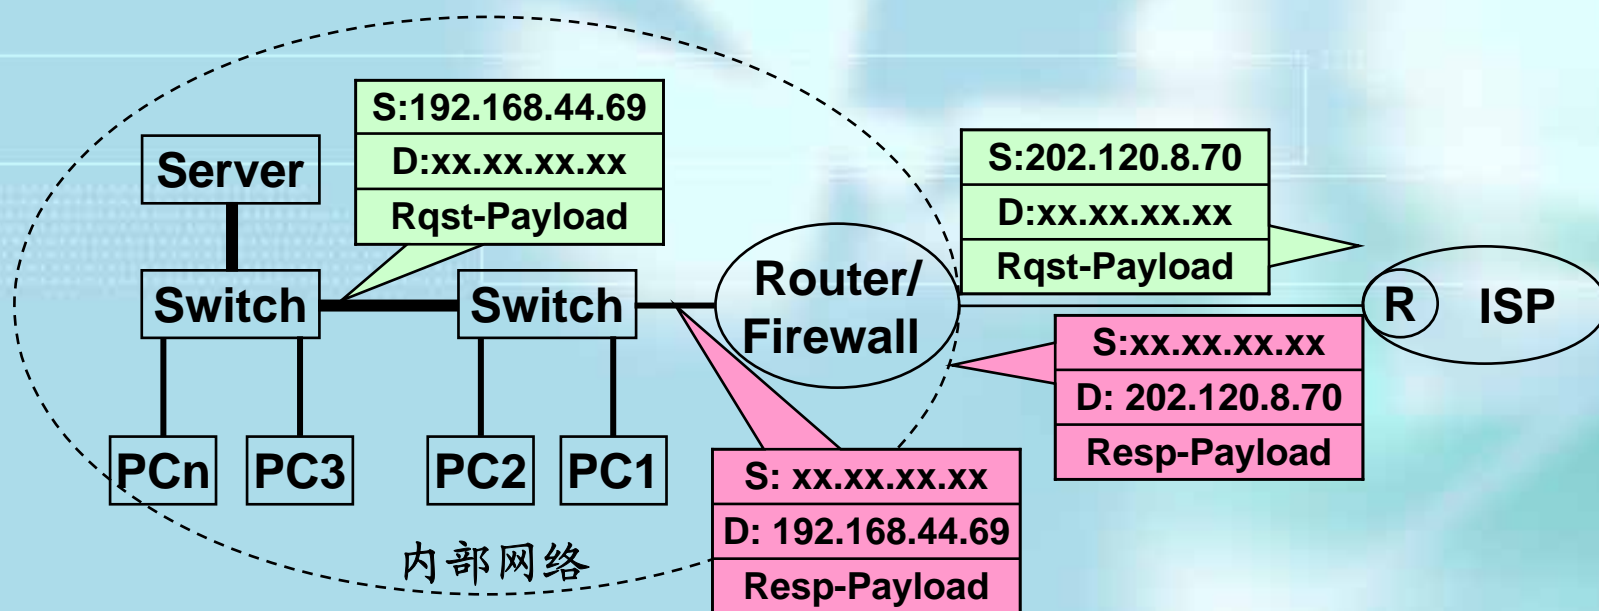 S:192.168.44.69
D:xx.xx.xx.xx
Rqst-Payload
Server
S:202.120.8.70
D:xx.xx.xx.xx
Rqst-Payload
Switch
Switch
Router/
Firewall
R
ISP
S:xx.xx.xx.xx
D: 202.120.8.70
Resp-Payload
PCn
PC3
PC2
PC1
S: xx.xx.xx.xx
D: 192.168.44.69
Resp-Payload
内部网络